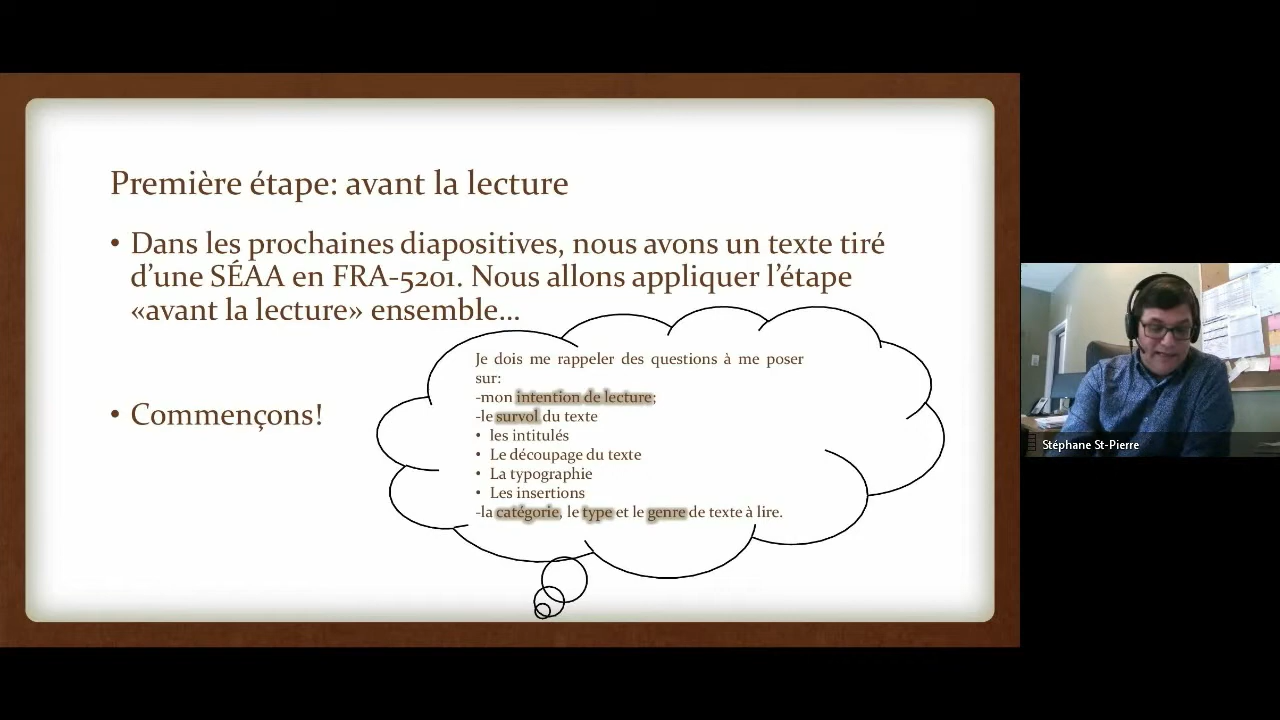 Première étape: avant la lecture
• Dans les prochaines diapositives, nous avons un texte tiré
d’une SÉAA en FRA-5201. Nous allons appliquer l’étape
«avant la lecture» ensemble…
Je dois me rappeler des questions à me poser
sur:
-mon intention de lecture;
-le survol du texte
• les intitulés
• Le découpage du texte
• La typographie
• Les insertions
-la catégorie, le type et le genre de texte à lire.
• Commençons!
Stéphane St-Pierre